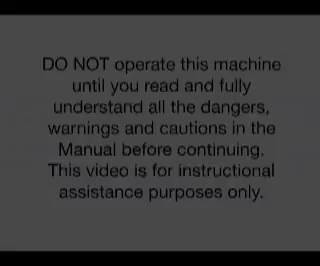 DO NOT operate this machine
until you read and fully
understand all the dangers,
warnings and cautions in the
Manual before continuing.
This video is for instructional
assistance purposes only.